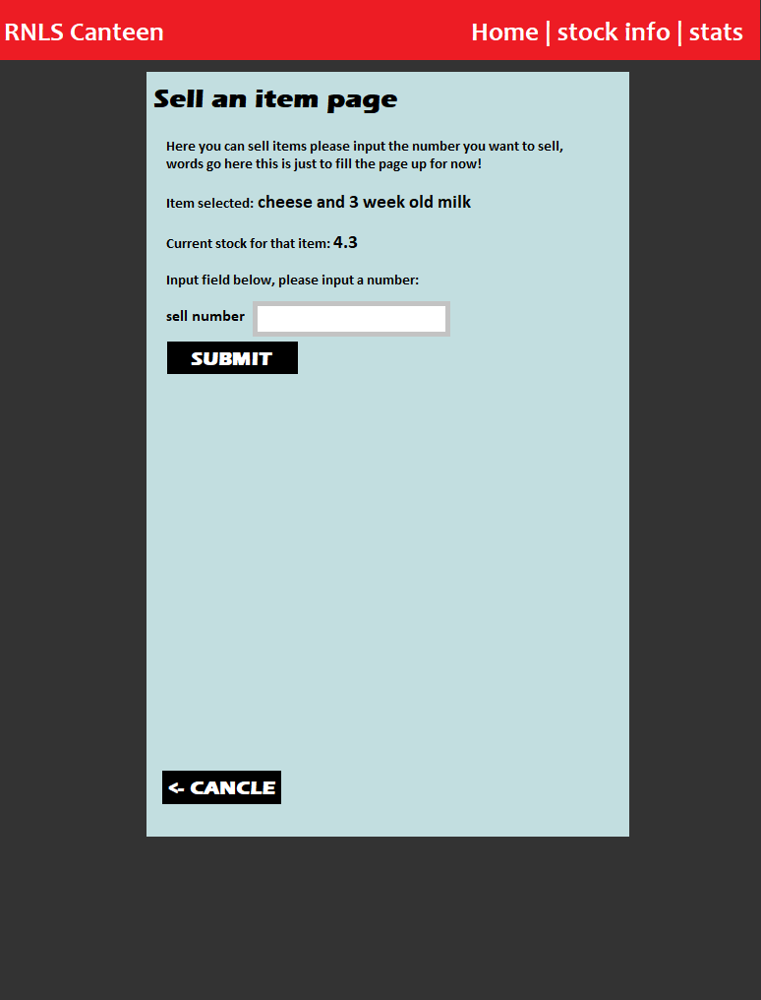 RNLS Canteen
Home | stock info | stats
Sell an item page
Here you can sell items please input the number you want to sell,
words go here this is just to fill the page up for now!
Item selected: cheese and 3 week old milk
Current stock for that item: 4.3
Input field below, please input a number:
sell number
SUBMIT
<- CANCLE